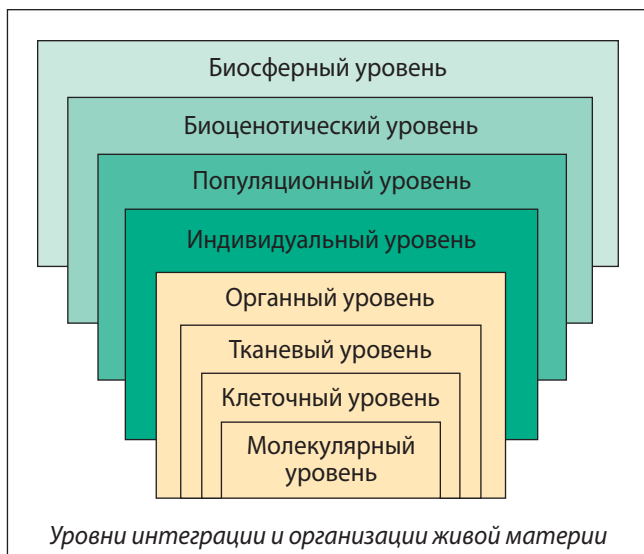 Биосферный уровень
Биоценотический уровень
Популяционный уровень
Индивидуальный уровень
Органный уровень
Тканевый уровень
Клеточный уровень
Молекулярный
уровень
Уровни интеграции и организации живой материи